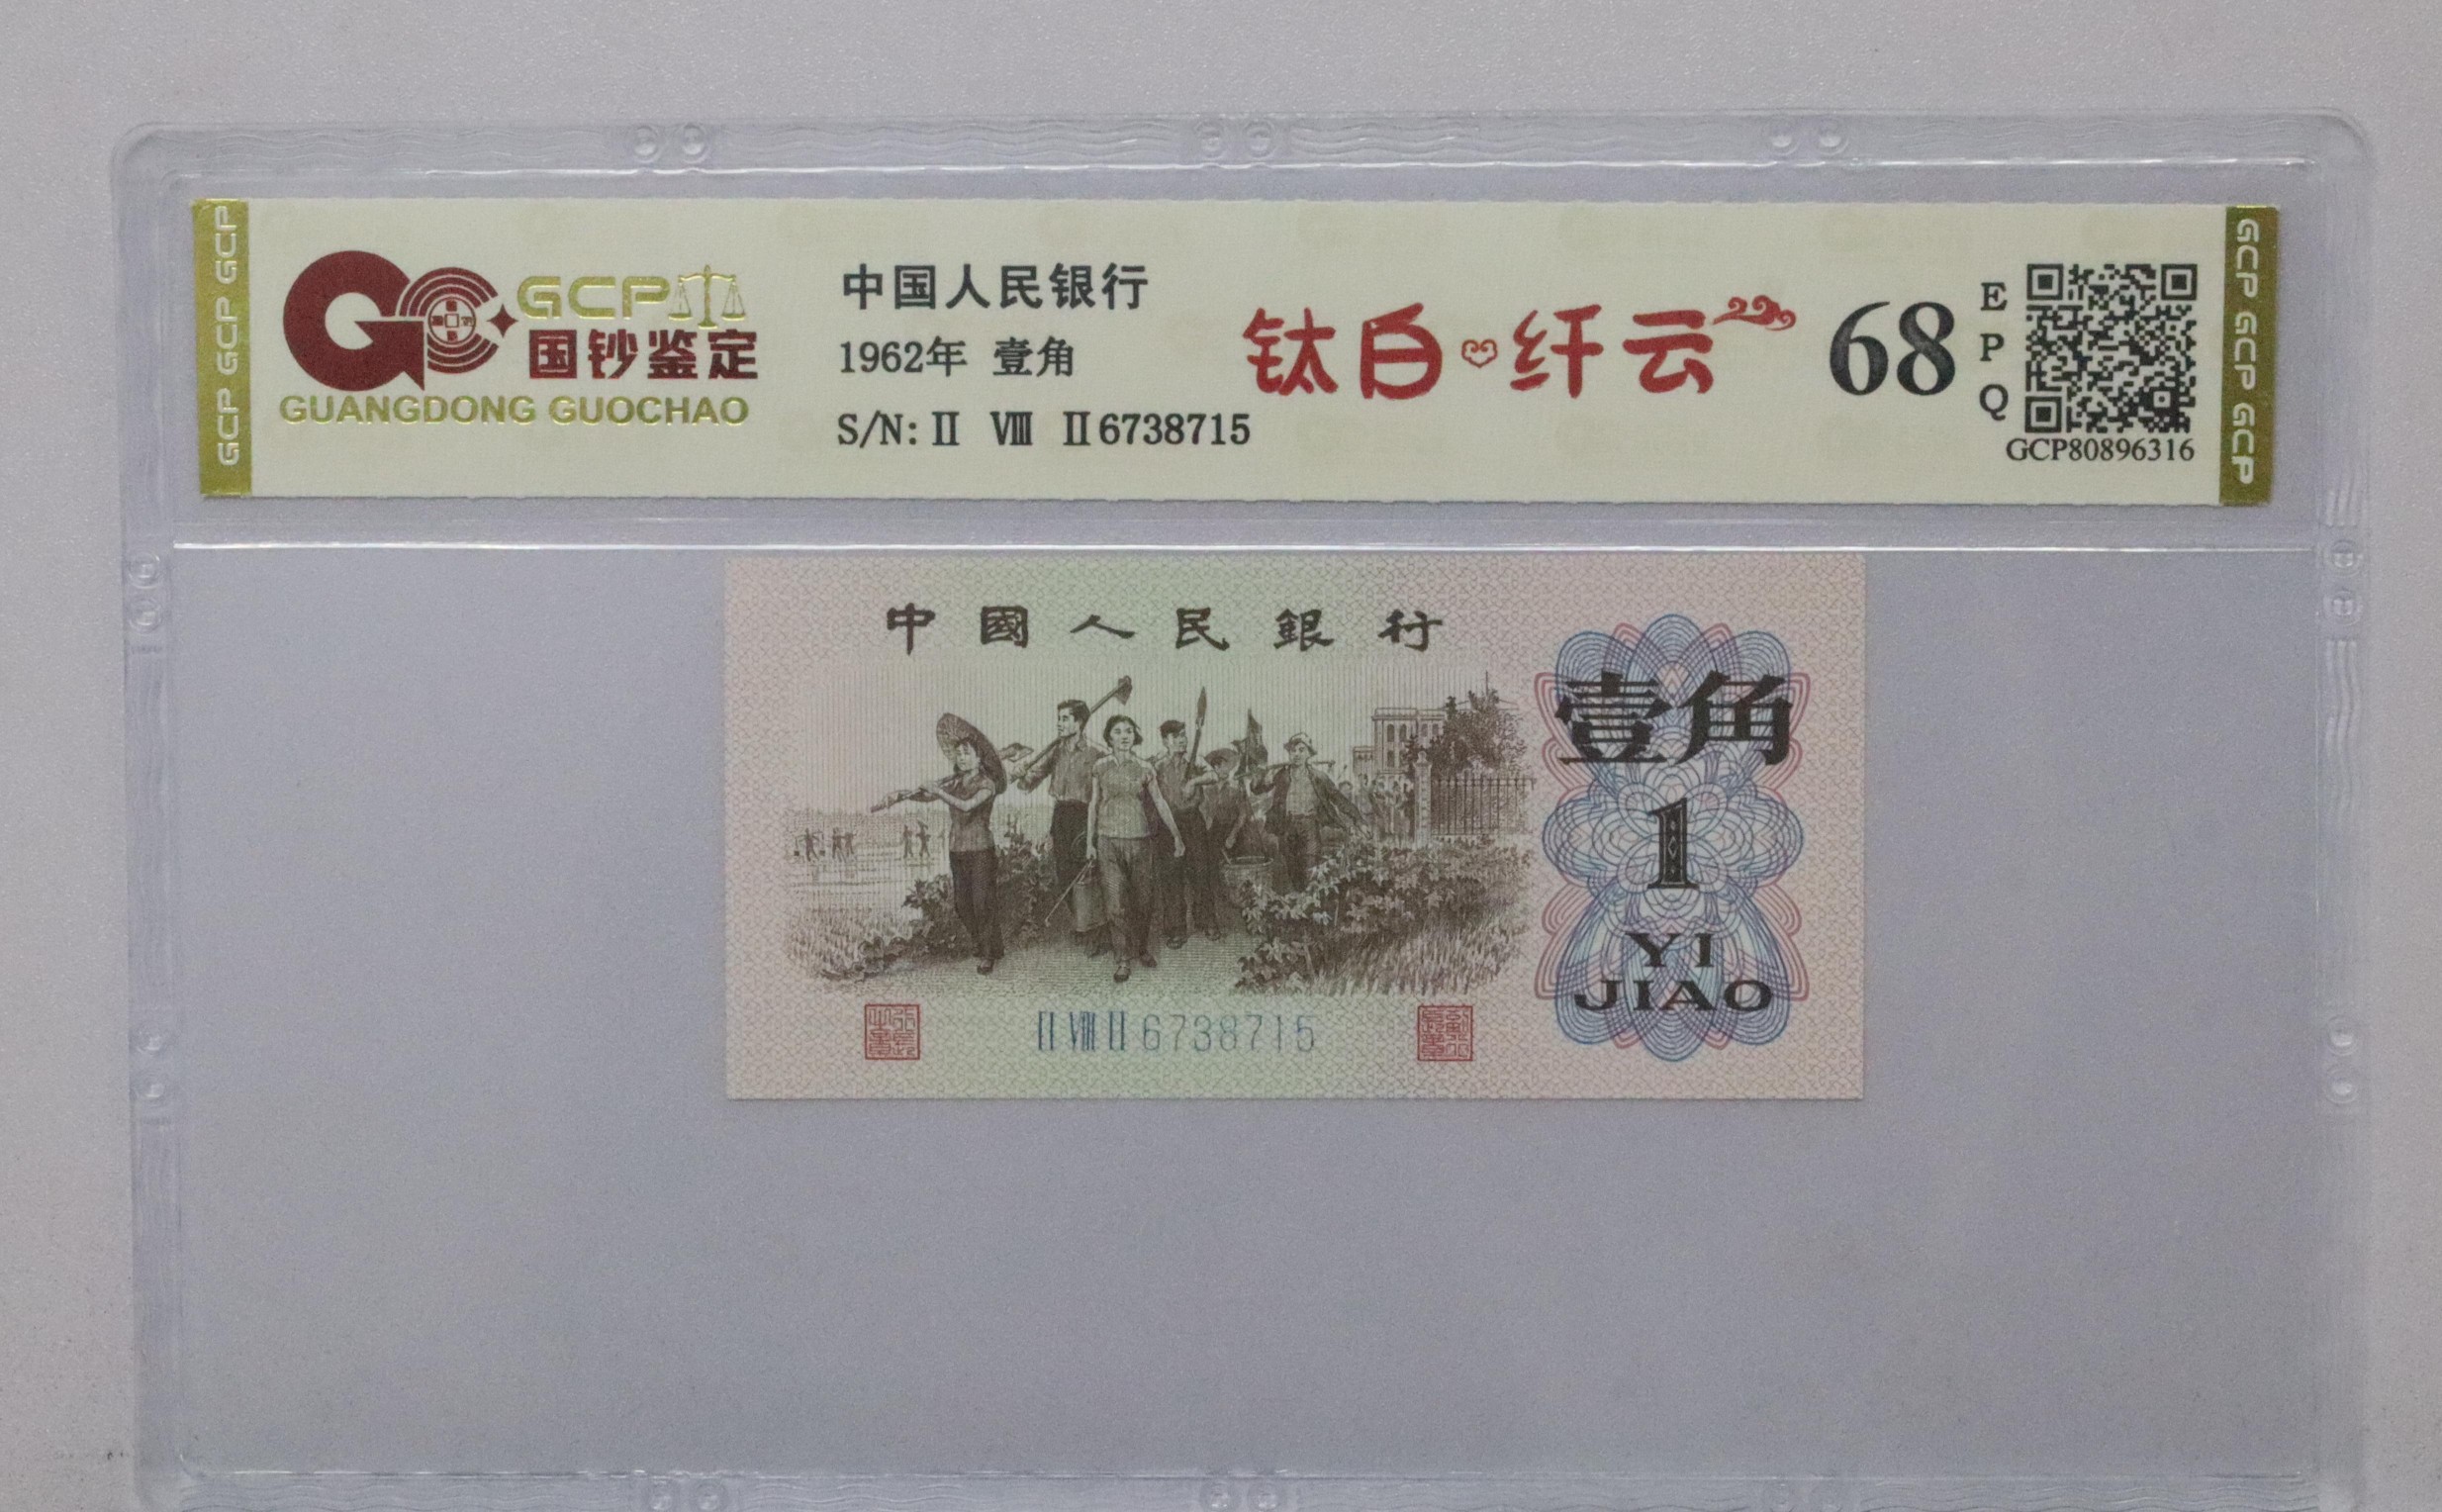 GCP GCP GCP
GCP
国钞鉴定
GUANGDONG GUOCHAO
中国人民银行
1962年 壹角
S/N: Ⅱ Ⅷ Ⅱ 6738715
钛白 纤云
68
E
P
Q
GCP80896316
GCP GCP GCP
中國人民銀行
壹角
1
YI
JIAO
Ⅱ Ⅷ Ⅱ 6738715